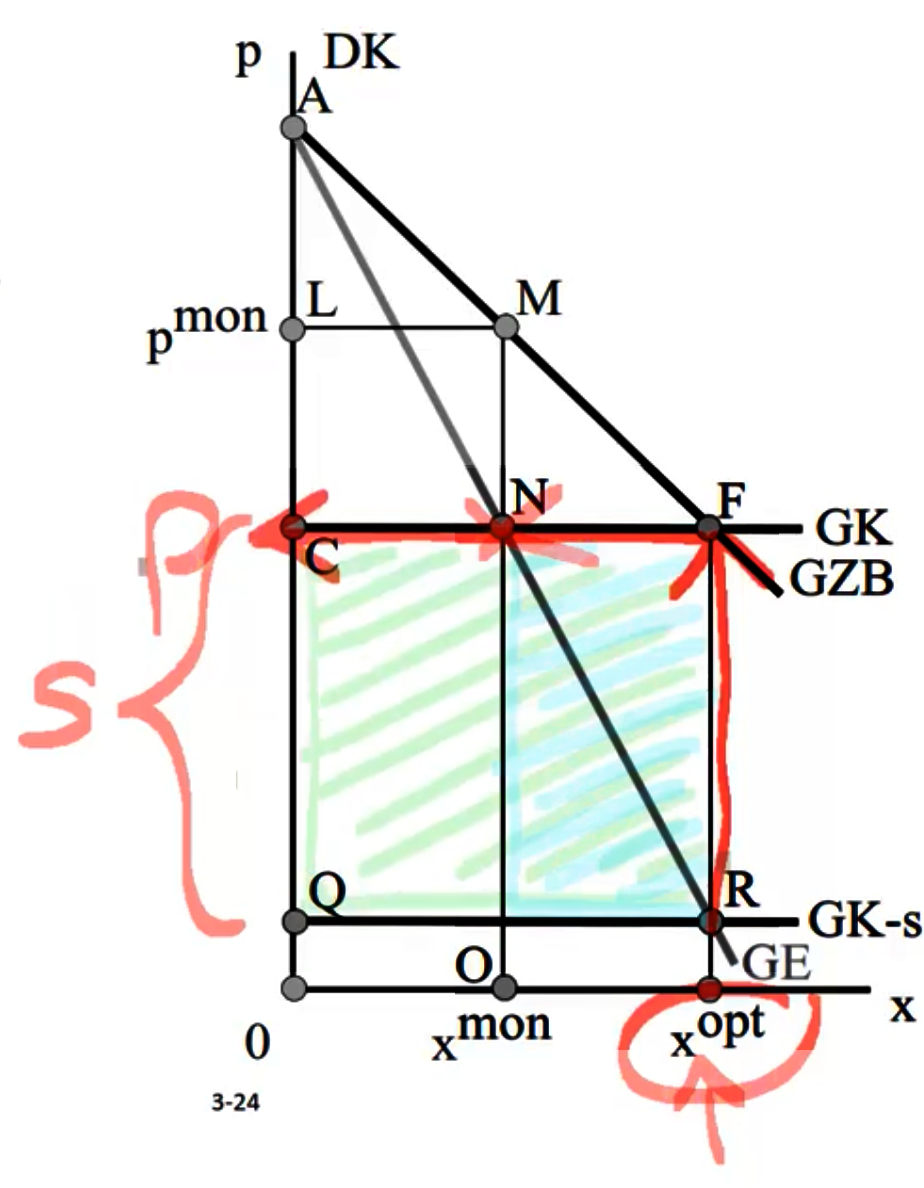 p DK
A
L M
p^mon
N F
GK
p C
GZB
s
Q R
GK-s
O GE
x
0 x^mon x^opt
3-24